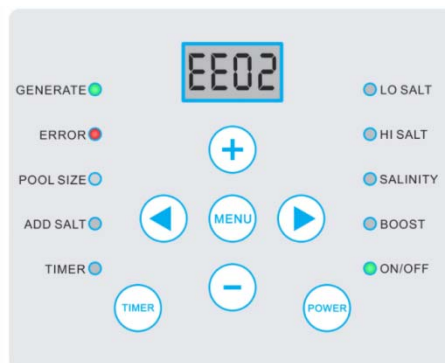 EE02
GENERATE
ERROR
POOL SIZE
ADD SALT
TIMER
LO SALT
HI SALT
SALINITY
BOOST
ON/OFF
+
MENU
−
TIMER
POWER